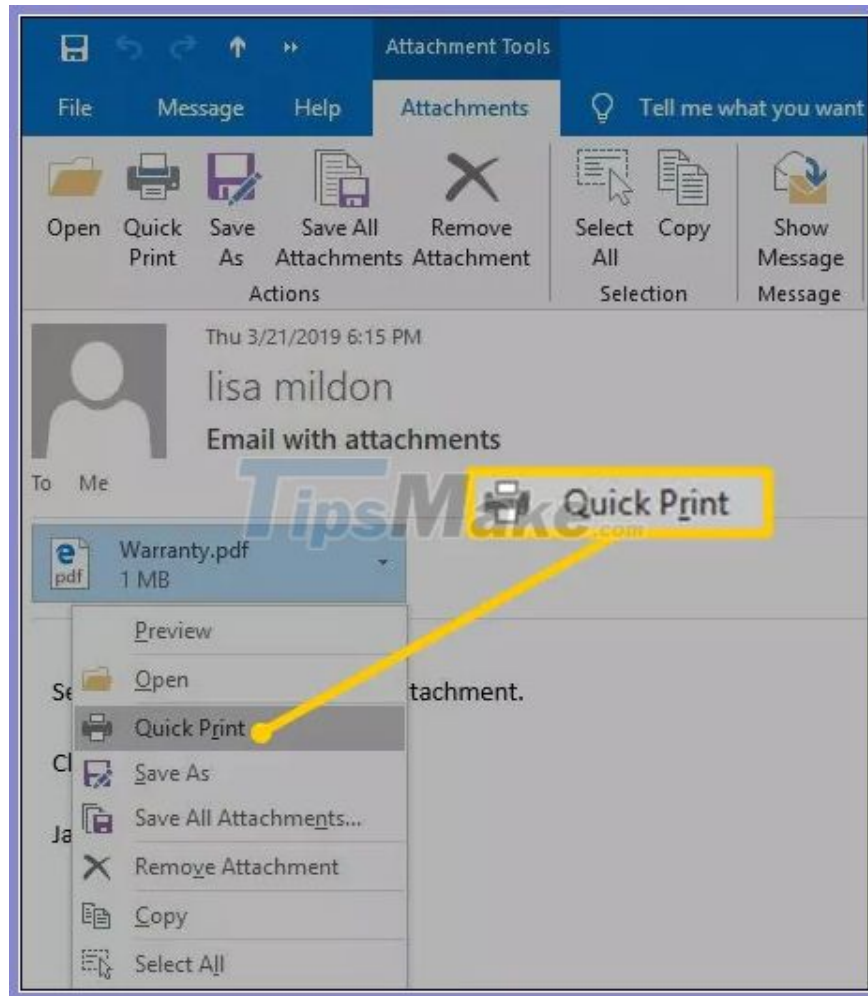 Attachment Tools
File Message Help Attachments Tell me what you want
Open Quick Print Save As Save All Attachments Remove Attachment Select All Copy Show Message
Actions Selection Message
Thu 3/21/2019 6:15 PM
lisa mildon
Email with attachments
To Me
TipsMake.com
Quick Print
Warranty.pdf
pdf 1 MB
Preview
Open
tachment.
Quick Print
Save As
Save All Attachments...
Remove Attachment
Copy
Select All